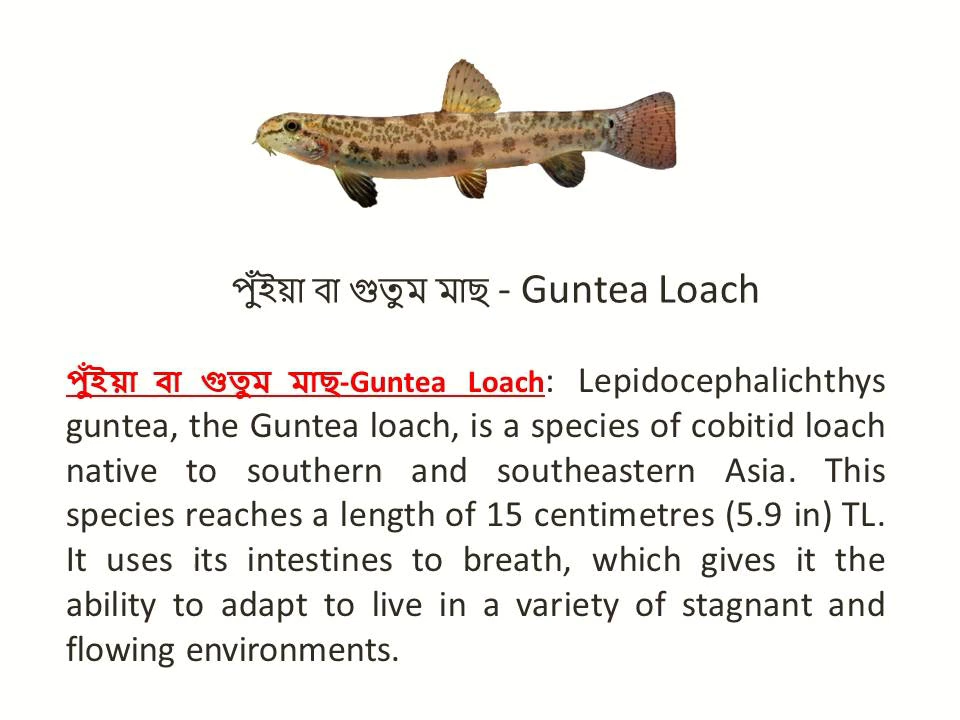 পুঁইয়া বা গুতুম মাছ - Guntea Loach
পুঁইয়া বা গুতুম মাছ-Guntea Loach: Lepidocephalichthys
guntea, the Guntea loach, is a species of cobitid loach
native to southern and southeastern Asia. This
species reaches a length of 15 centimetres (5.9 in) TL.
It uses its intestines to breath, which gives it the
ability to adapt to live in a variety of stagnant and
flowing environments.